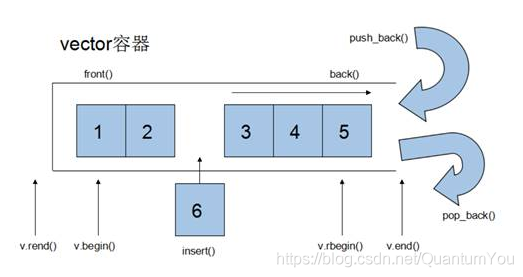 vector容器
push_back()
front()
back()
1 2 3 4 5
6
pop_back()
v.rend()
v.begin()
insert()
v.rbegin()
v.end()
https://blog.csdn.net/QuantumYou